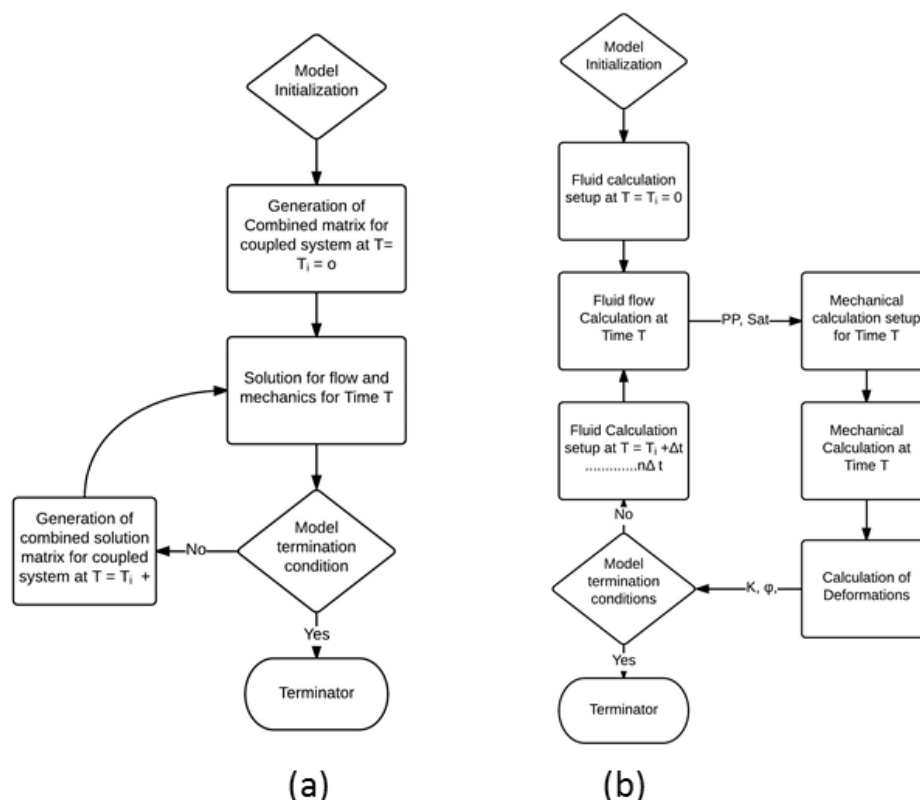 Model
Initialization
Generation of
Combined matrix for
coupled system at T=
Tᵢ = o
Solution for flow and
mechanics for Time T
Generation of
combined solution
matrix for coupled
system at T = Tᵢ +
No
Model
termination
condition
Yes
Terminator
(a)
Model
Initialization
Fluid calculation
setup at T = Tᵢ = 0
Fluid flow
Calculation at
Time T
PP, Sat
Mechanical
calculation setup
for Time T
Mechanical
Calculation at
Time T
Calculation of
Deformations
K, φ,
Fluid Calculation
setup at T = Tᵢ +Δt
.............nΔ t
No
Model
termination
conditions
Yes
Terminator
(b)